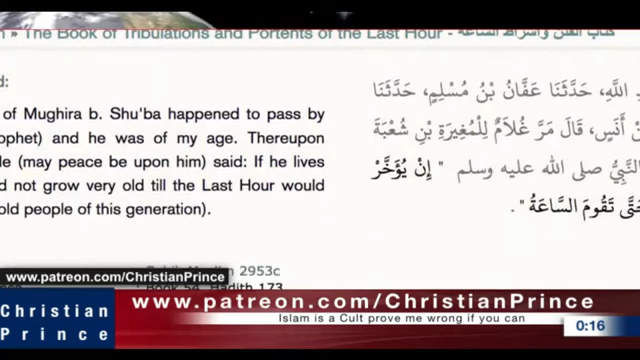 » The Book of Tribulations and Portents of the Last Hour - كتاب الفتن وأشراط الساعة
d:
of Mughira b. Shu'ba happened to pass by
ophet) and he was of my age. Thereupon
le (may peace be upon him) said: If he lives
d not grow very old till the Last Hour would
old people of this generation).
اللَّهِ، حَدَّثَنَا عَفَّانُ بْنُ مُسْلِمٍ، حَدَّثَنَا
أَنَسٍ، قَالَ مَرَّ غُلاَمٌ لِلْمُغِيرَةِ بْنِ شُعْبَةَ
النَّبِيُّ صلى الله عليه وسلم " إِنْ يُؤَخَّرْ
حَتَّى تَقُومَ السَّاعَةُ " .
2953c
Book 54, Hadith 173
www.patreon.com/ChristianPrince
www.patreon.com/ChristianPrince
Christian
Prince
Islam is a Cult prove me wrong if you can
0:16